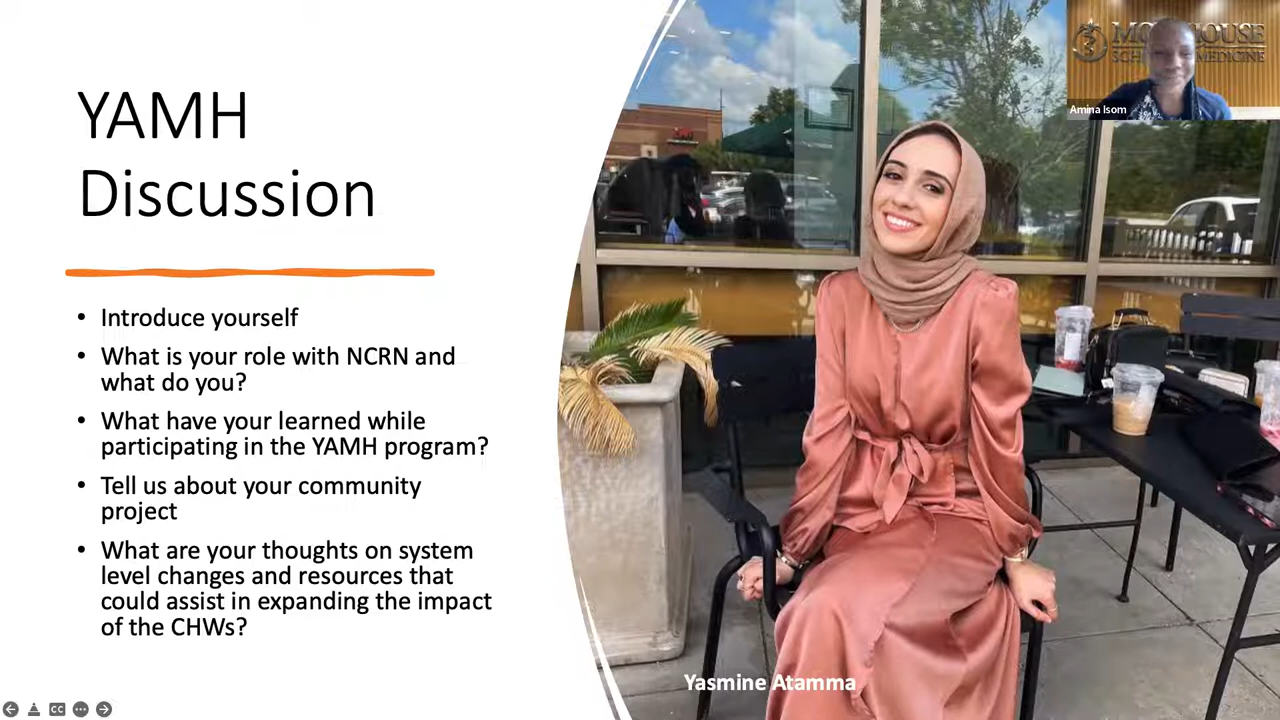 YAMH
Discussion
• Introduce yourself
• What is your role with NCRN and
what do you?
• What have your learned while
participating in the YAMH program?
• Tell us about your community
project
• What are your thoughts on system
level changes and resources that
could assist in expanding the impact
of the CHWs?
Yasmine Atamma
Amina Isom
CC